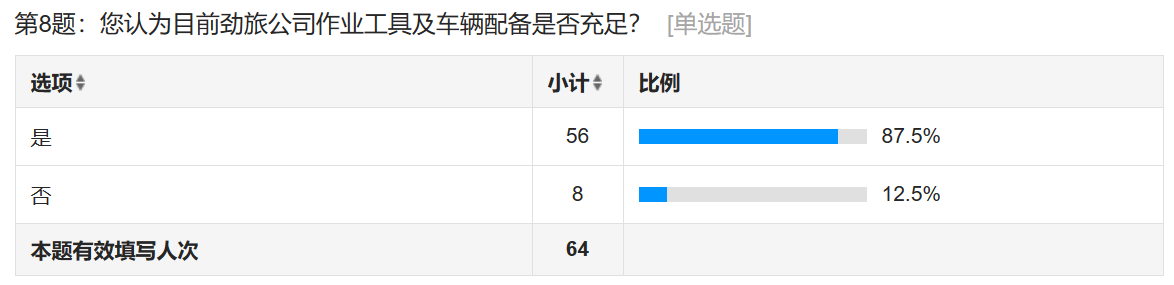 第8题：您认为目前劲旅公司作业工具及车辆配备是否充足？ [单选题]
选项 小计 比例
是 56 87.5%
否 8 12.5%
本题有效填写人次 64